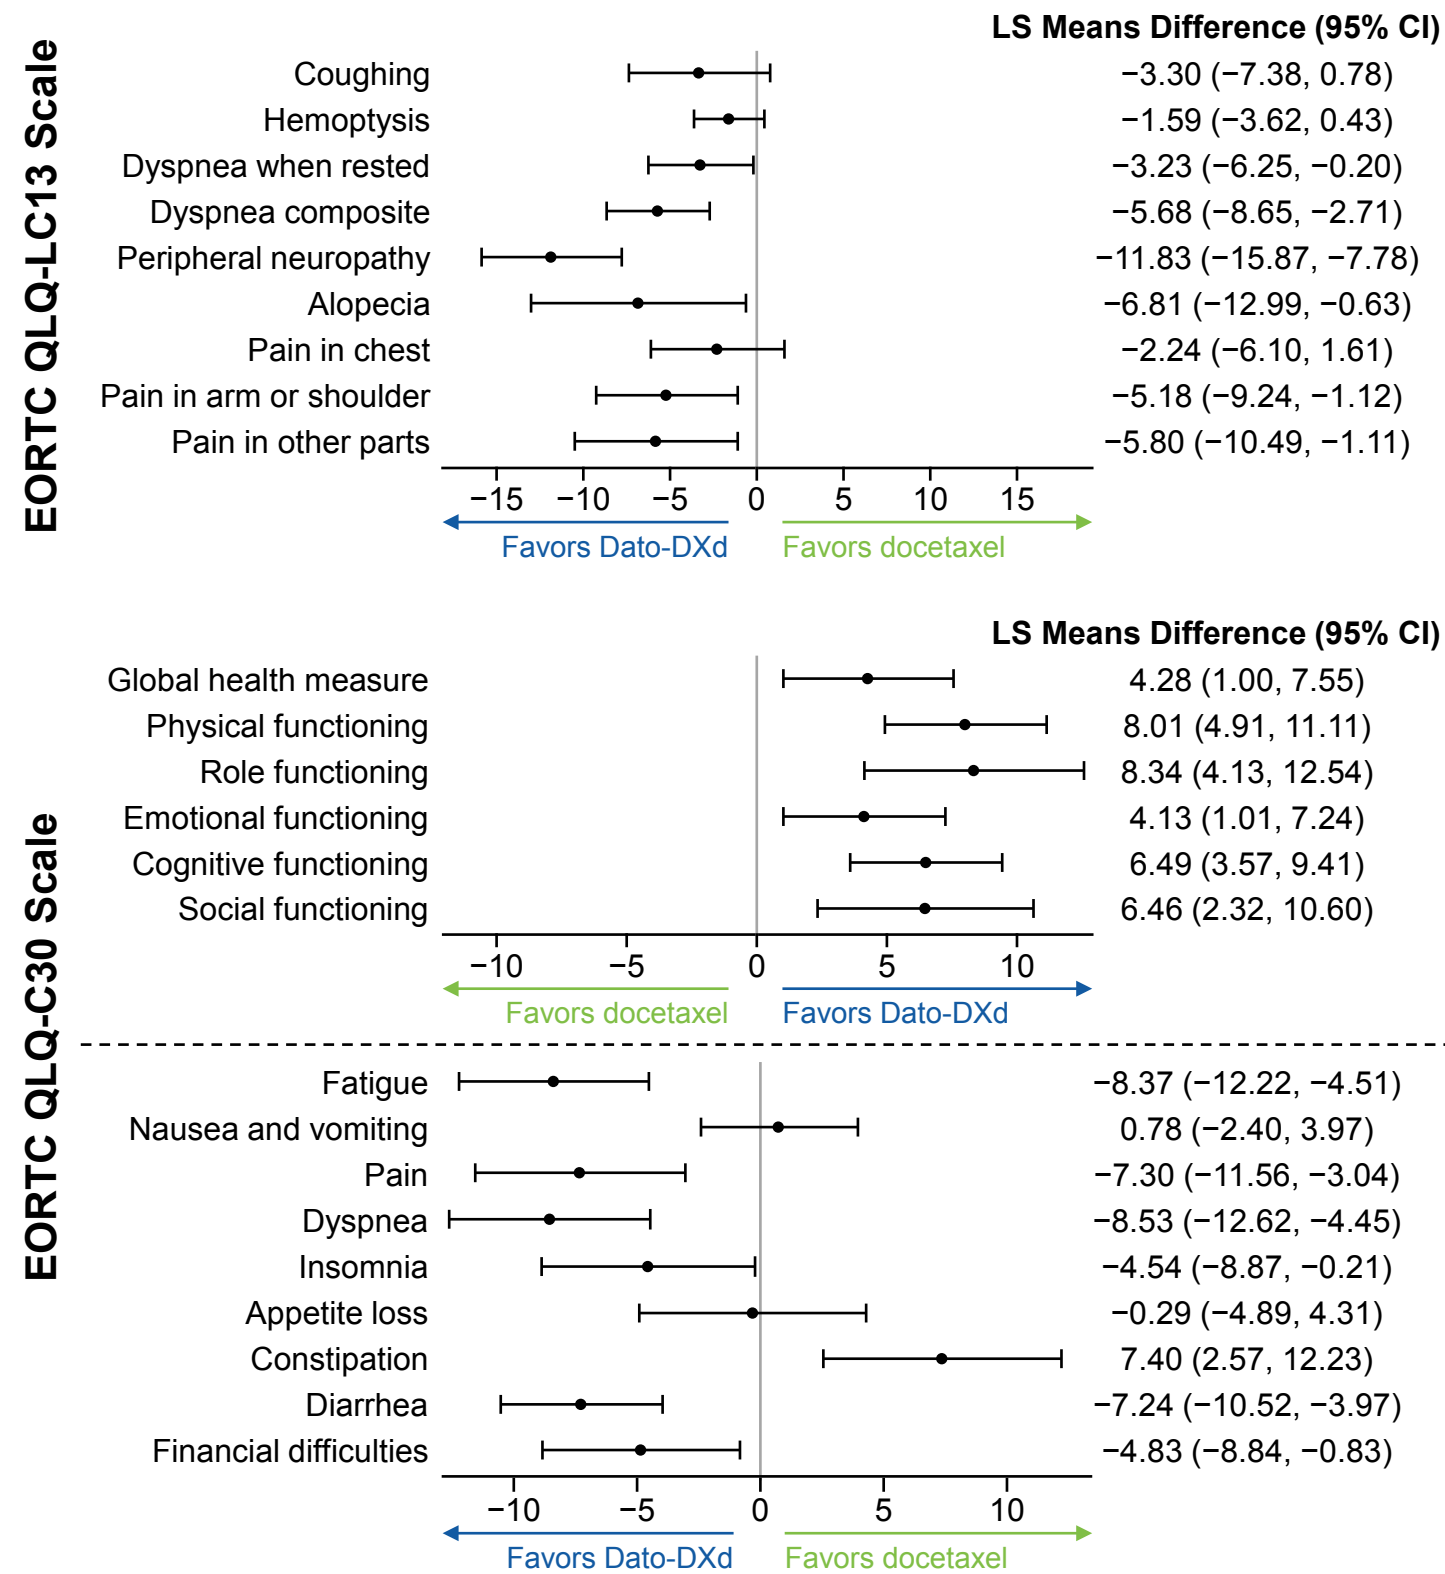 LS Means Difference (95% CI)
EORTC QLQ-LC13 Scale
Coughing −3.30 (−7.38, 0.78)
Hemoptysis −1.59 (−3.62, 0.43)
Dyspnea when rested −3.23 (−6.25, −0.20)
Dyspnea composite −5.68 (−8.65, −2.71)
Peripheral neuropathy −11.83 (−15.87, −7.78)
Alopecia −6.81 (−12.99, −0.63)
Pain in chest −2.24 (−6.10, 1.61)
Pain in arm or shoulder −5.18 (−9.24, −1.12)
Pain in other parts −5.80 (−10.49, −1.11)
−15 −10 −5 0 5 10 15
Favors Dato-DXd Favors docetaxel
LS Means Difference (95% CI)
EORTC QLQ-C30 Scale
Global health measure 4.28 (1.00, 7.55)
Physical functioning 8.01 (4.91, 11.11)
Role functioning 8.34 (4.13, 12.54)
Emotional functioning 4.13 (1.01, 7.24)
Cognitive functioning 6.49 (3.57, 9.41)
Social functioning 6.46 (2.32, 10.60)
−10 −5 0 5 10
Favors docetaxel Favors Dato-DXd
Fatigue −8.37 (−12.22, −4.51)
Nausea and vomiting 0.78 (−2.40, 3.97)
Pain −7.30 (−11.56, −3.04)
Dyspnea −8.53 (−12.62, −4.45)
Insomnia −4.54 (−8.87, −0.21)
Appetite loss −0.29 (−4.89, 4.31)
Constipation 7.40 (2.57, 12.23)
Diarrhea −7.24 (−10.52, −3.97)
Financial difficulties −4.83 (−8.84, −0.83)
−10 −5 0 5 10
Favors Dato-DXd Favors docetaxel